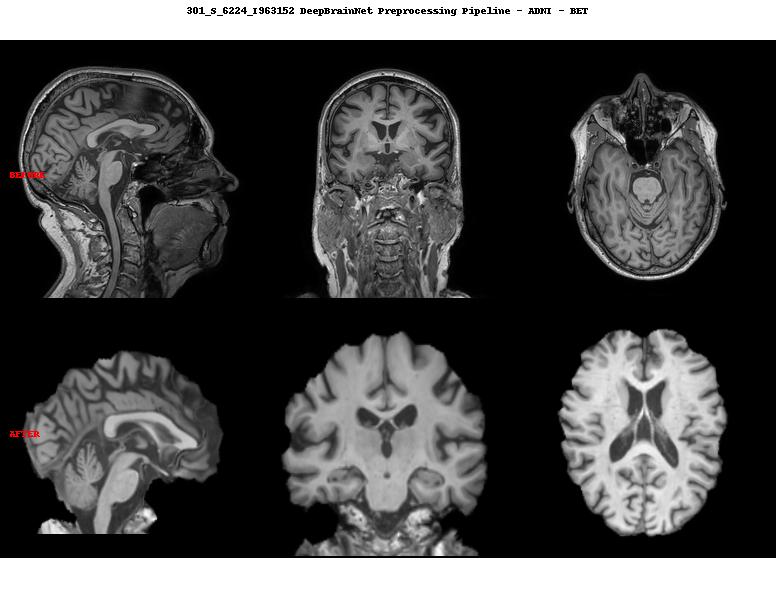 301_S_6224_I963152 DeepBrainNet Preprocessing Pipeline - ADNI - BET
BEFORE
AFTER